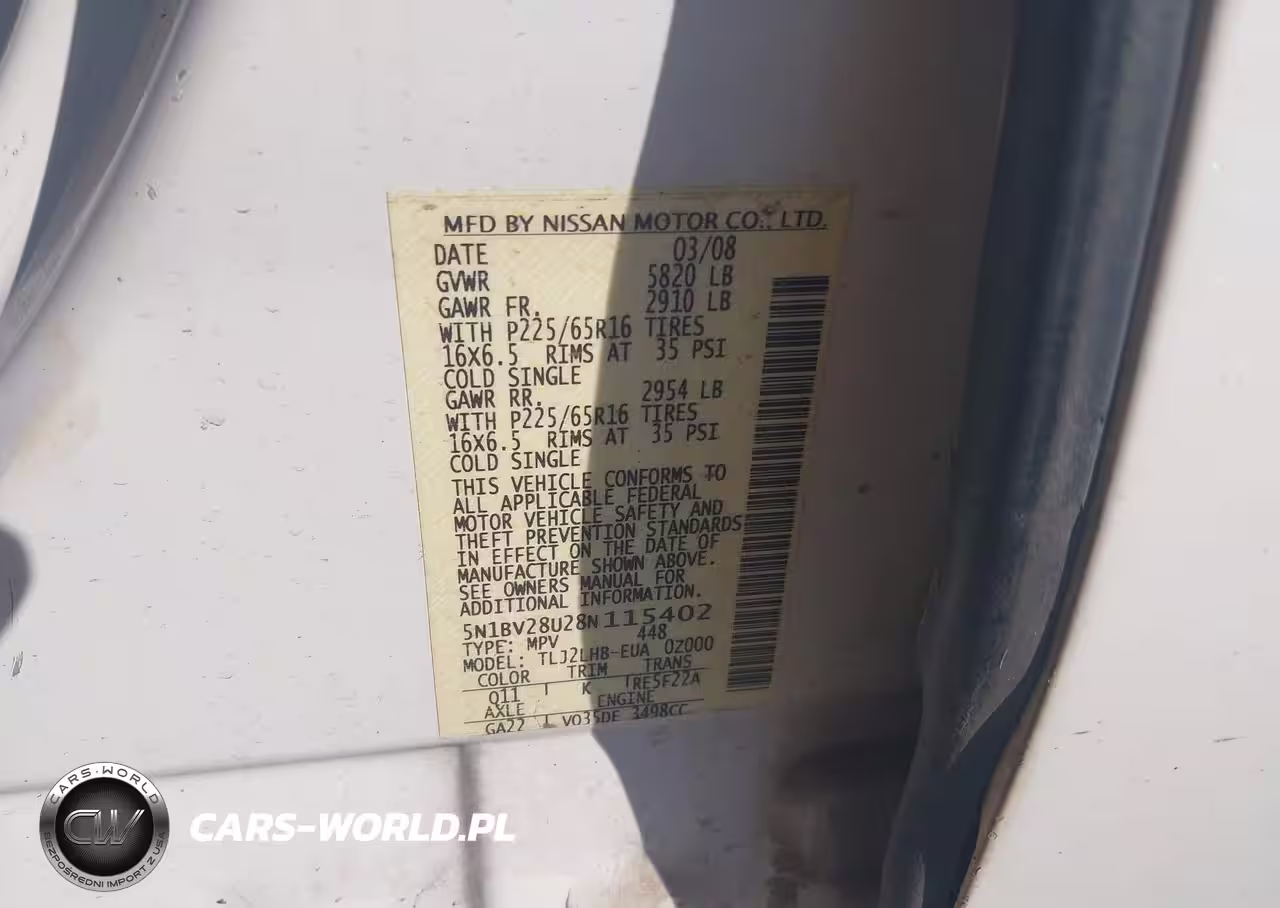 MFD BY NISSAN MOTOR CO., LTD.
DATE 03/08
GVWR 5820 LB
GAWR FR. 2910 LB
WITH P225/65R16 TIRES
16X6.5 RIMS AT 35 PSI
COLD SINGLE
GAWR RR. 2954 LB
WITH P225/65R16 TIRES
16X6.5 RIMS AT 35 PSI
COLD SINGLE
THIS VEHICLE CONFORMS TO
ALL APPLICABLE FEDERAL
MOTOR VEHICLE SAFETY AND
THEFT PREVENTION STANDARDS
IN EFFECT ON THE DATE OF
MANUFACTURE SHOWN ABOVE.
SEE OWNERS MANUAL FOR
ADDITIONAL INFORMATION.
5N1BV28U28N115402
TYPE: MPV 448
MODEL: TLJ2LHB-EUA 0Z000
COLOR TRIM TRANS
Q11 K RE5F22A
AXLE ENGINE
GA22 VQ35DE 3498CC
CARS-WORLD
CW
BEZPOŚREDNI IMPORT Z USA
CARS-WORLD.PL